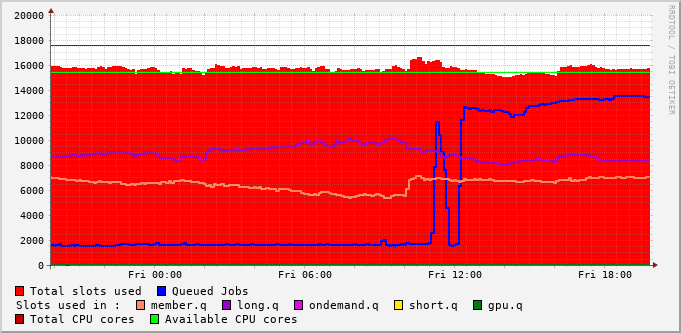 20000
18000
16000
14000
12000
10000
8000
6000
4000
2000
0
Fri 00:00 Fri 06:00 Fri 12:00 Fri 18:00
RRDTOOL / TOBI OETIKER
Total slots used Queued Jobs
Slots used in : member.q long.q ondemand.q short.q gpu.q
Total CPU cores Available CPU cores